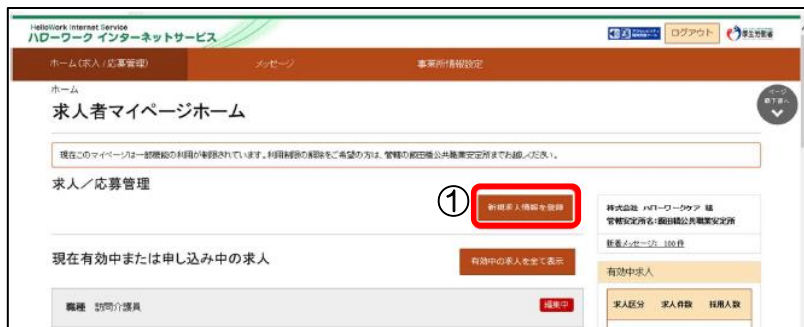 HelloWork Internet Service
ハローワーク インターネットサービス
ログアウト
厚生労働省
ホーム(求人/応募管理)
メッセージ
事業所情報設定
ホーム
求人者マイページホーム
ページ
最下部へ
現在このマイページは一部機能の利用が制限されています。利用制限の解除をご希望の方は、管轄の飯田橋公共職業安定所までお越しください。
求人/応募管理
①
新規求人情報を登録
株式会社 ハローワークケア 様
管轄安定所名:飯田橋公共職業安定所
新着メッセージ: 100件
現在有効中または申し込み中の求人
有効中の求人を全て表示
有効中求人
職種 訪問介護員
編集中
求人区分 求人件数 採用人数